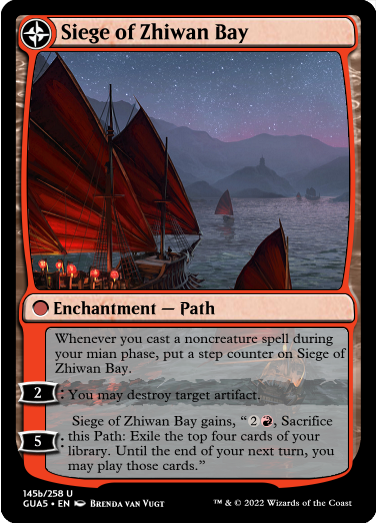 Siege of Zhiwan Bay
Enchantment — Path
Whenever you cast a noncreature spell during
your mian phase, put a step counter on Siege of
Zhiwan Bay.
2 : You may destroy target artifact.
Siege of Zhiwan Bay gains, “2, Sacrifice
this Path: Exile the top four cards of your
5 : library. Until the end of your next turn, you
may play those cards.”
145b/258 U
GUA5 • EN Brenda van Vugt
™ & © 2022 Wizards of the Coast